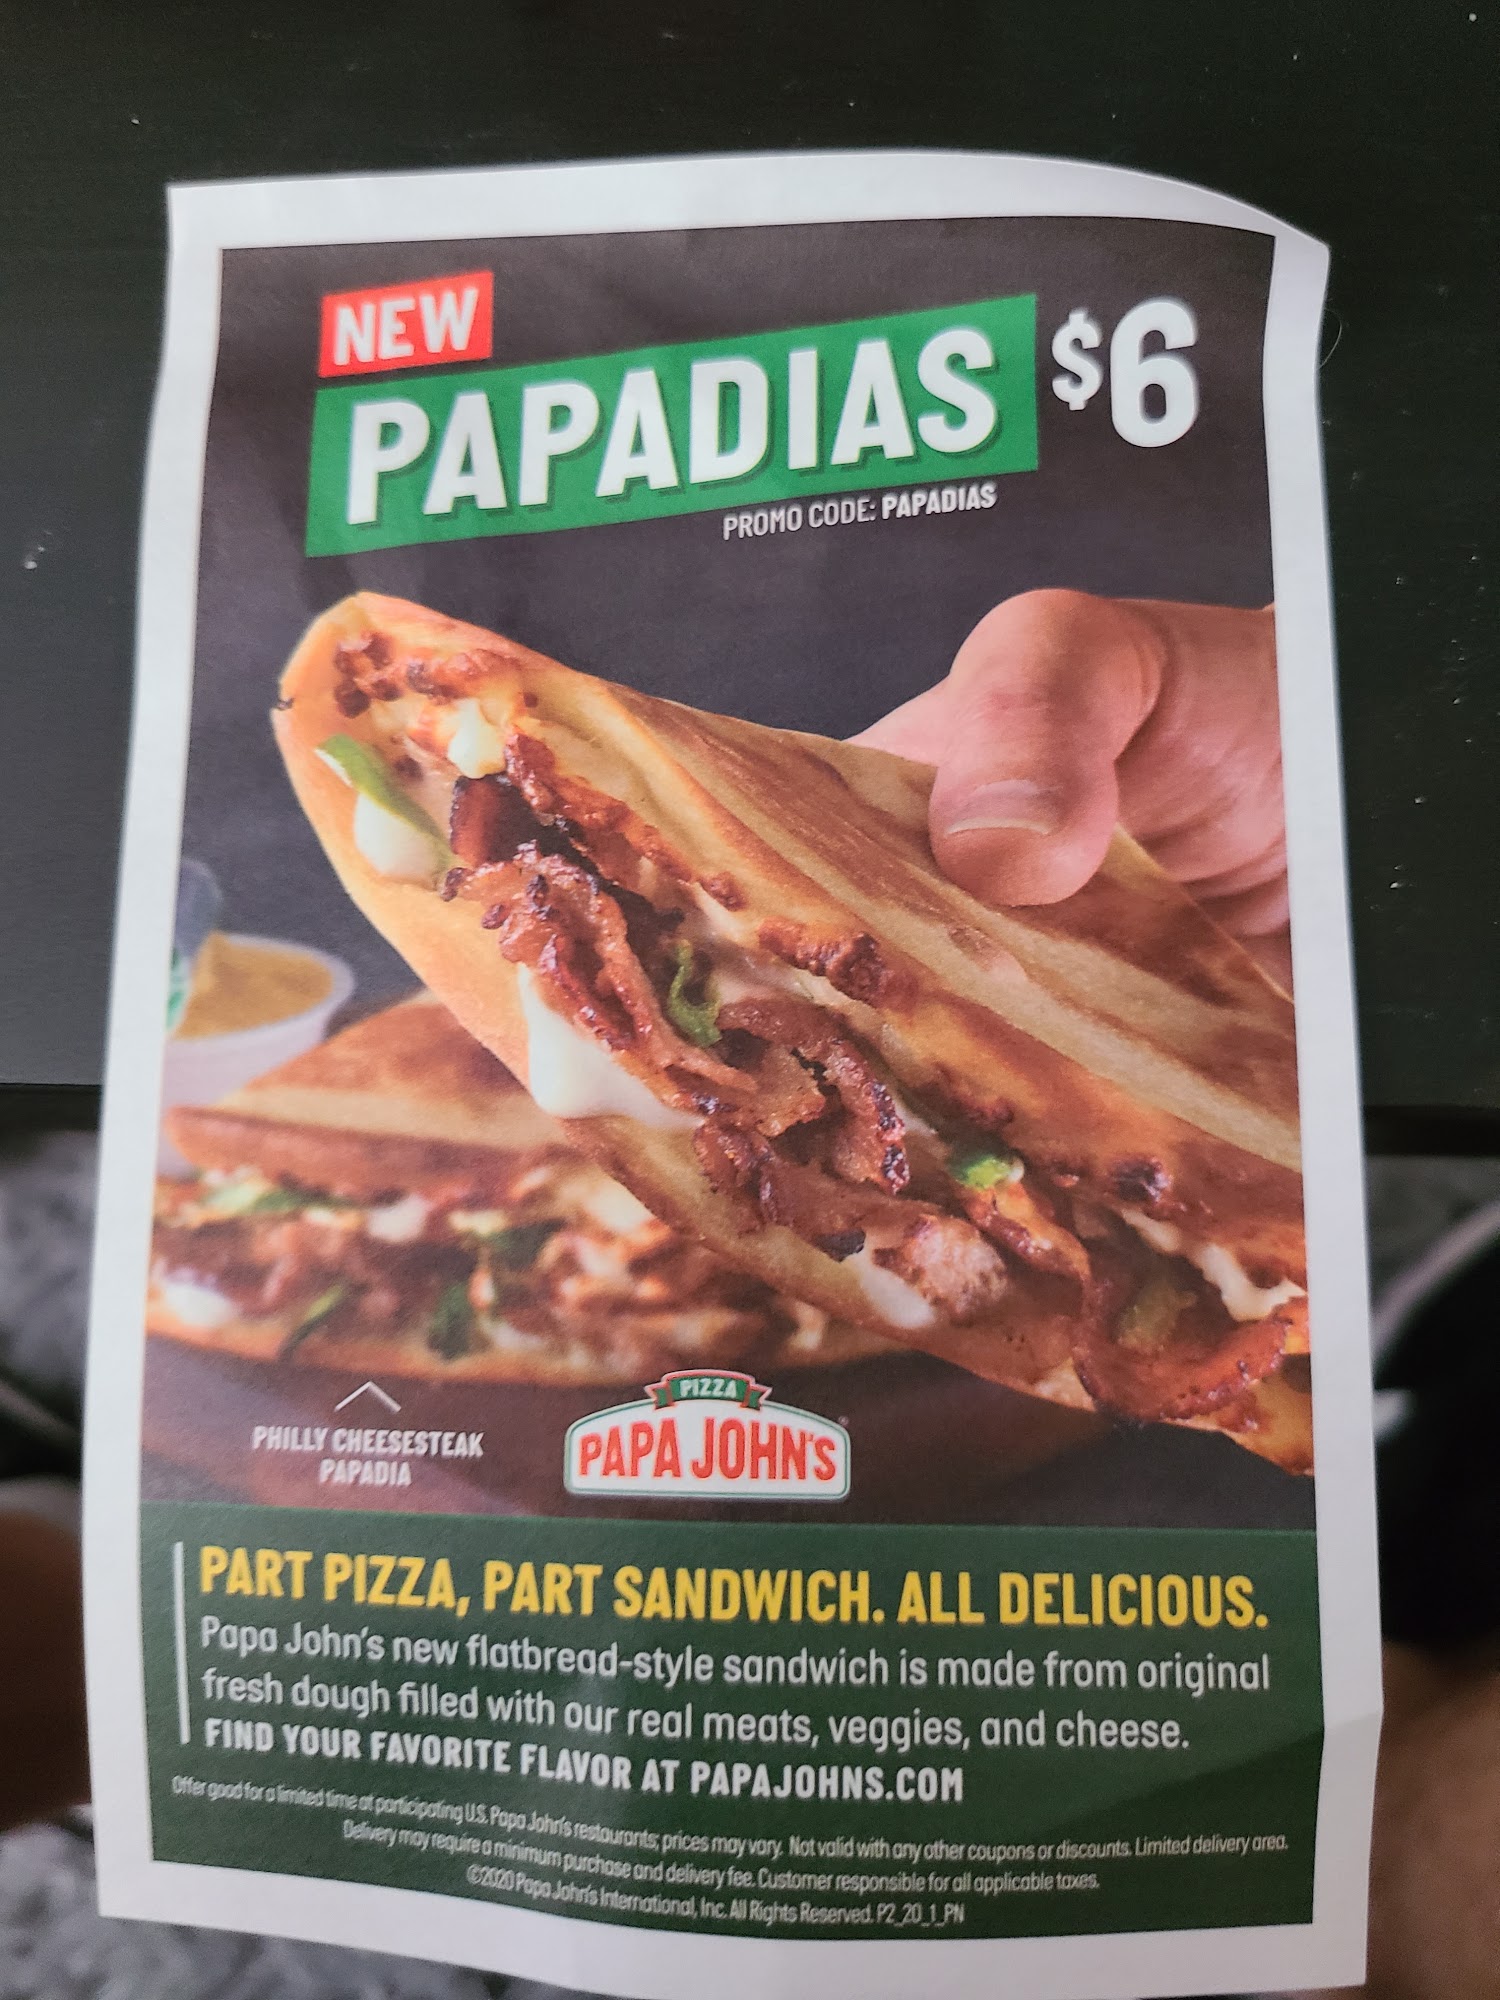 NEW
PAPADIAS $6
PROMO CODE: PAPADIAS
PHILLY CHEESESTEAK
PAPADIA
PIZZA
PAPA JOHN'S
PART PIZZA, PART SANDWICH. ALL DELICIOUS.
Papa John's new flatbread-style sandwich is made from original
fresh dough filled with our real meats, veggies, and cheese.
FIND YOUR FAVORITE FLAVOR AT PAPAJOHNS.COM
Offer good for a limited time at participating U.S. Papa John's restaurants; prices may vary. Not valid with any other coupons or discounts. Limited delivery area.
Delivery may require a minimum purchase and delivery fee. Customer responsible for all applicable taxes.
©2020 Papa John's International, Inc. All Rights Reserved. P2_20_1_PN